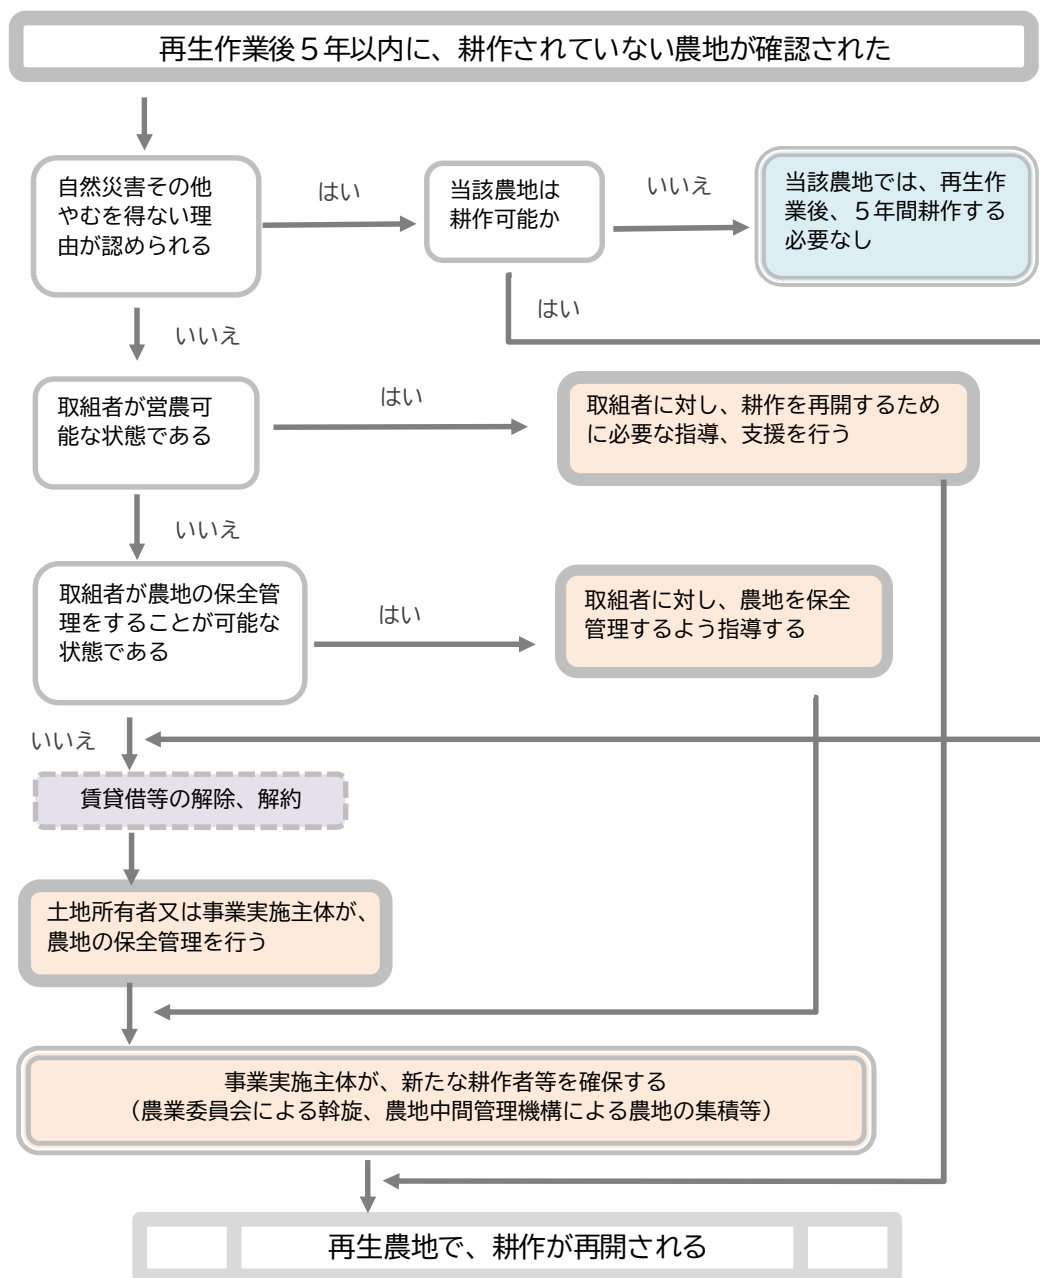 再生作業後５年以内に、耕作されていない農地が確認された
自然災害その他
やむを得ない理
由が認められる
はい
当該農地は
耕作可能か
いいえ
当該農地では、再生作
業後、５年間耕作する
必要なし
はい
いいえ
取組者が営農可
能な状態である
はい
取組者に対し、耕作を再開するため
に必要な指導、支援を行う
いいえ
取組者が農地の保全管
理をすることが可能な
状態である
はい
取組者に対し、農地を保全
管理するよう指導する
いいえ
賃貸借等の解除、解約
土地所有者又は事業実施主体が、
農地の保全管理を行う
事業実施主体が、新たな耕作者等を確保する
（農業委員会による斡旋、農地中間管理機構による農地の集積等）
再生農地で、耕作が再開される